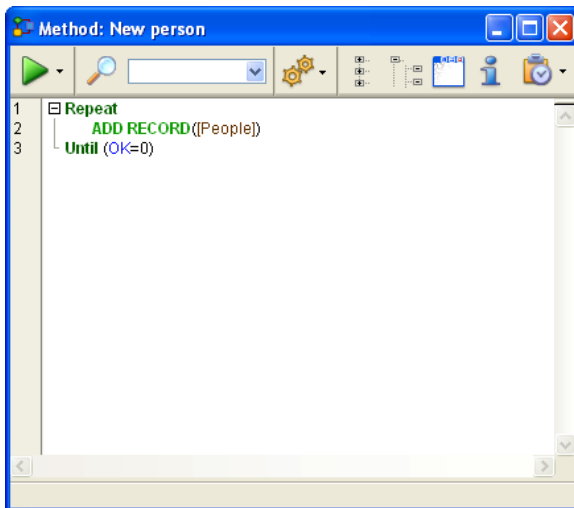 Method: New person
1 Repeat
2 ADD RECORD([People])
3 Until (OK=0)